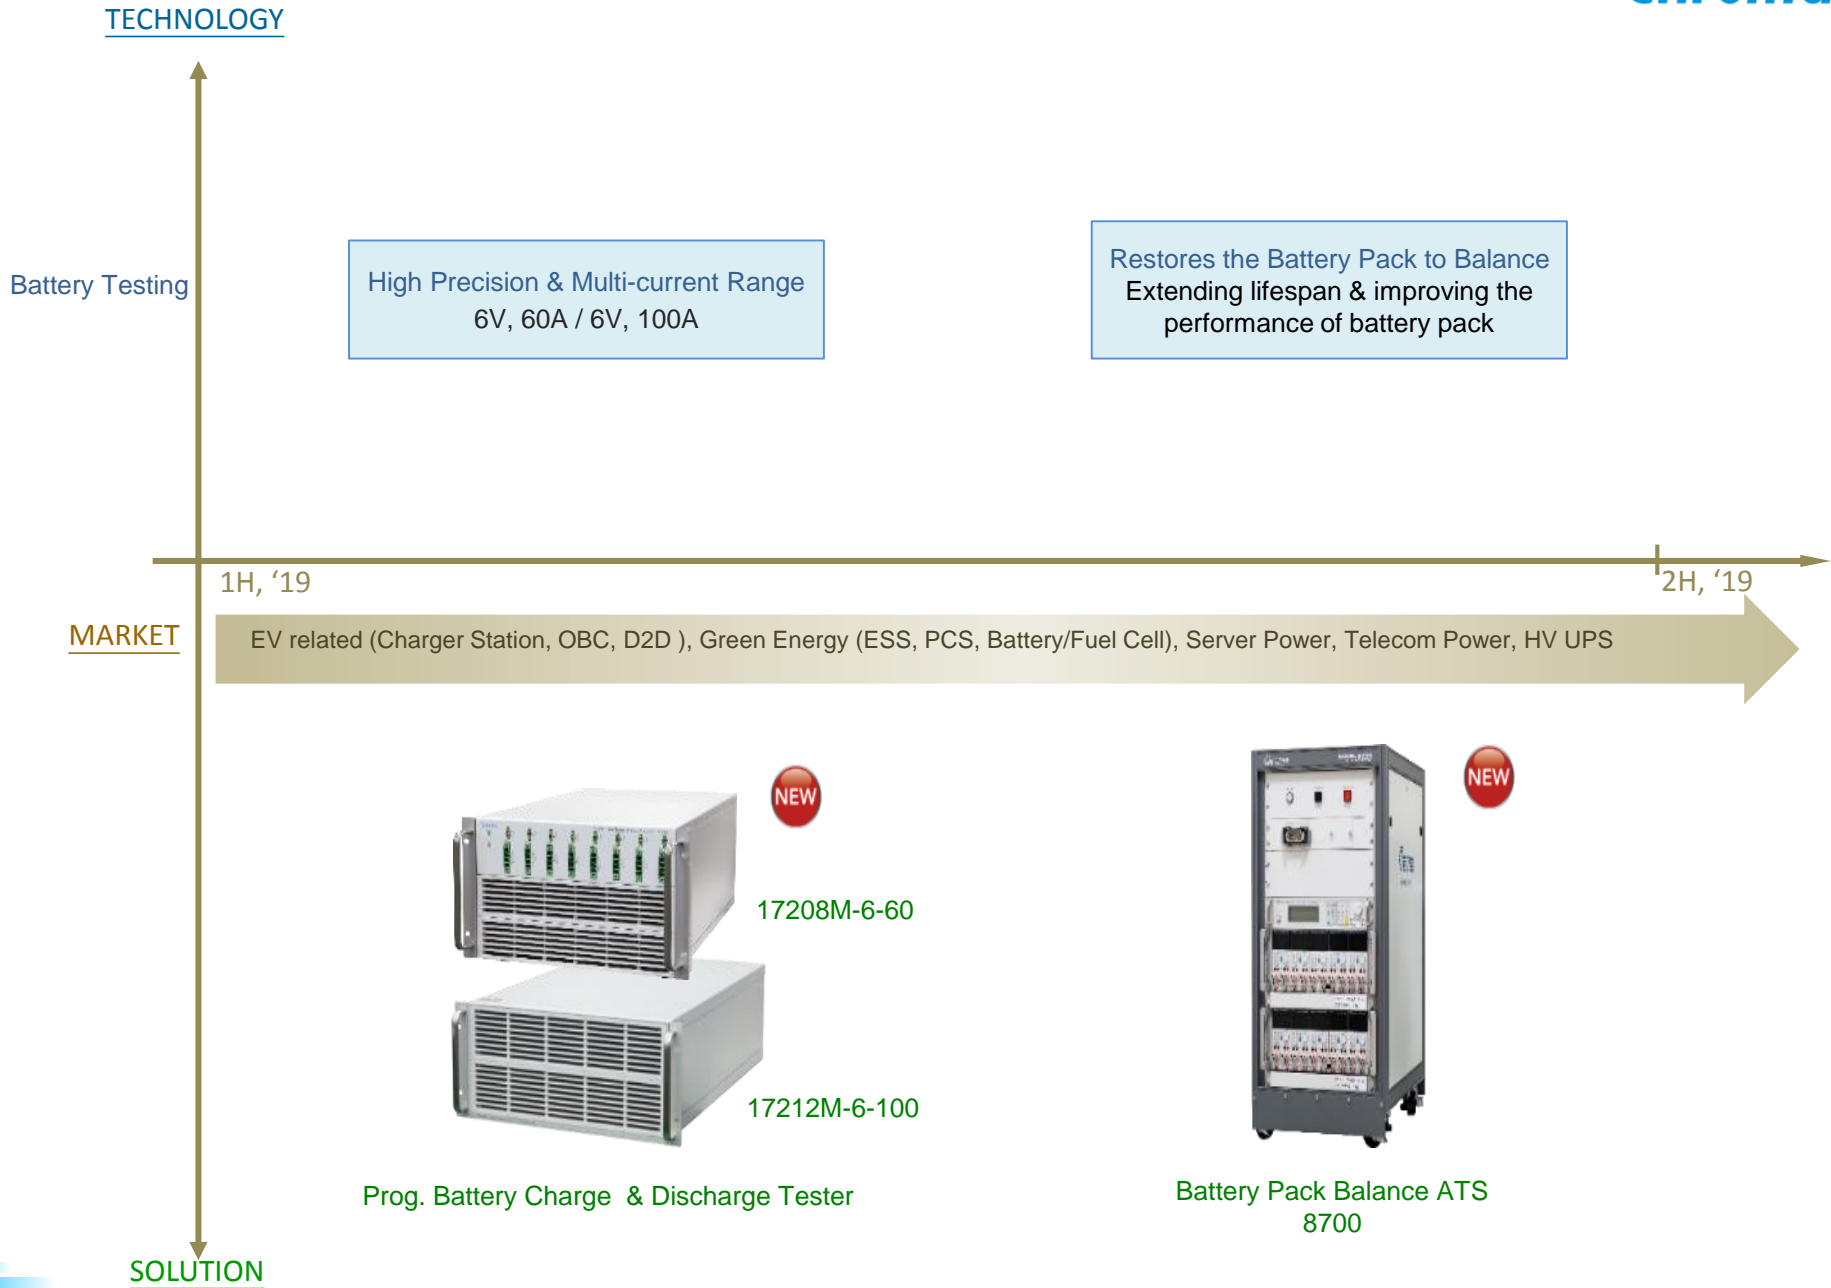 TECHNOLOGY
Battery Testing
High Precision & Multi-current Range
6V, 60A / 6V, 100A
Restores the Battery Pack to Balance
Extending lifespan & improving the
performance of battery pack
1H, ‘19
2H, ‘19
MARKET
EV related (Charger Station, OBC, D2D ), Green Energy (ESS, PCS, Battery/Fuel Cell), Server Power, Telecom Power, HV UPS
NEW
NEW
17208M-6-60
17212M-6-100
Prog. Battery Charge & Discharge Tester
Battery Pack Balance ATS
8700
SOLUTION